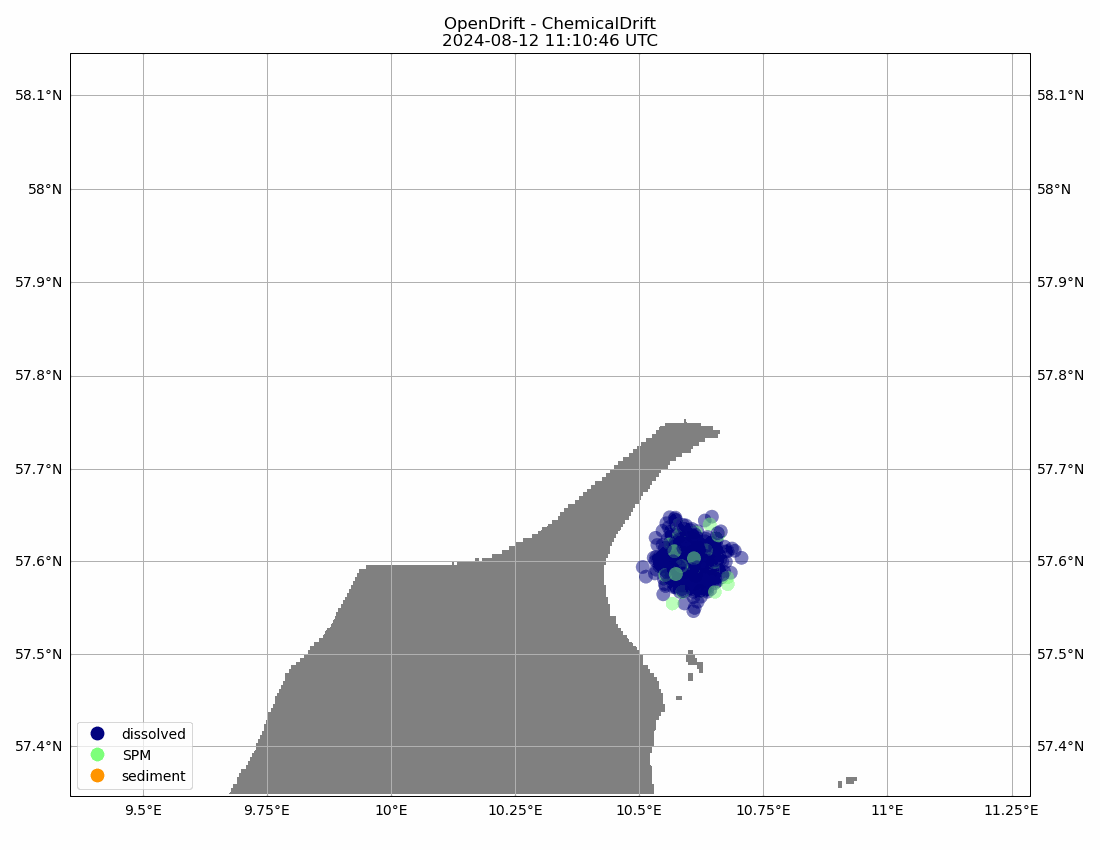 OpenDrift - ChemicalDrift
2024-08-12 11:10:46 UTC
58.1°N 58.1°N
58°N 58°N
57.9°N 57.9°N
57.8°N 57.8°N
57.7°N 57.7°N
57.6°N 57.6°N
57.5°N 57.5°N
57.4°N 57.4°N
dissolved
SPM
sediment
9.5°E 9.75°E 10°E 10.25°E 10.5°E 10.75°E 11°E 11.25°E